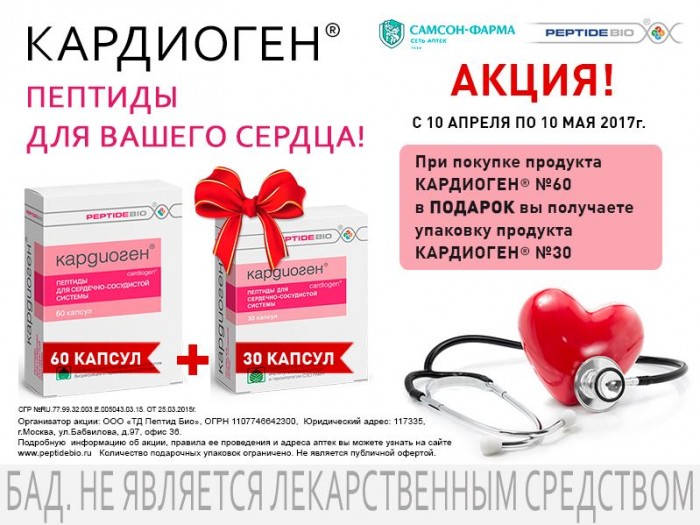 КАРДИОГЕН®
ПЕПТИДЫ
ДЛЯ ВАШЕГО СЕРДЦА!
САМСОН-ФАРМА
СЕТЬ АПТЕК
PEPTIDEBIO
АКЦИЯ!
С 10 АПРЕЛЯ ПО 10 МАЯ 2017г.
При покупке продукта
КАРДИОГЕН® №60
в ПОДАРОК вы получаете
упаковку продукта
КАРДИОГЕН® №30
PEPTIDEBIO
кардиоген®
cardiogen®
ПЕПТИДЫ
ДЛЯ СЕРДЕЧНО-СОСУДИСТОЙ
СИСТЕМЫ
60 капсул
кардиоген®
60 КАПСУЛ
+
PEPTIDEBIO
кардиоген®
cardiogen®
ПЕПТИДЫ ДЛЯ
СЕРДЕЧНО-СОСУДИСТОЙ
СИСТЕМЫ
30 капсул
кардиоген®
30 КАПСУЛ
СГР №RU.77.99.32.003.Е.005043.03.15. ОТ 25.03.2015г.
Организатор акции: ООО «ТД Пептид Био», ОГРН 1107746642300, Юридический адрес: 117335,
г.Москва, ул.Бабвилова, д.97, офис 36.
Подробную информацию об акции, правила ее проведения и адреса аптек вы можете узнать на сайте
www.peptidebio.ru Количество подарочных упаковок ограничено. Не является публичной офертой.
БАД. НЕ ЯВЛЯЕТСЯ ЛЕКАРСТВЕННЫМ СРЕДСТВОМ